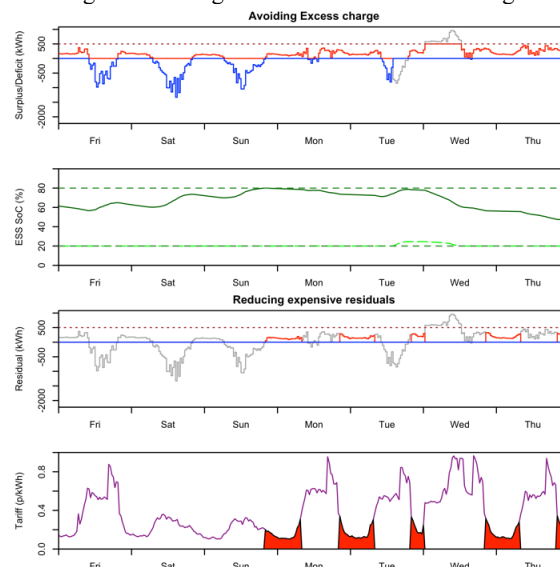 Avoiding Excess charge
Surplus/Deficit (kWh)
500
-500
-2000
Fri Sat Sun Mon Tue Wed Thu
ESS SoC (%)
80
60
40
20
0
Fri Sat Sun Mon Tue Wed Thu
Reducing expensive residuals
Residual (kWh)
500
-500
-2000
Fri Sat Sun Mon Tue Wed Thu
Tariff (p/kWh)
0.8
0.4
0.0
Fri Sat Sun Mon Tue Wed Thu